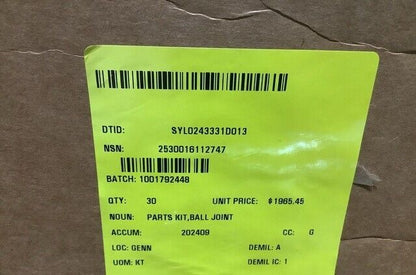 DTID: SYL0243331D013
NSN: 2530016112747
BATCH: 1001792448
QTY: 30 UNIT PRICE: $1965.45
NOUN: PARTS KIT,BALL JOINT
ACCUM: 202409 CC: G
LOC: GENN DEMIL: A
UOM: KT DEMIL IC: 1